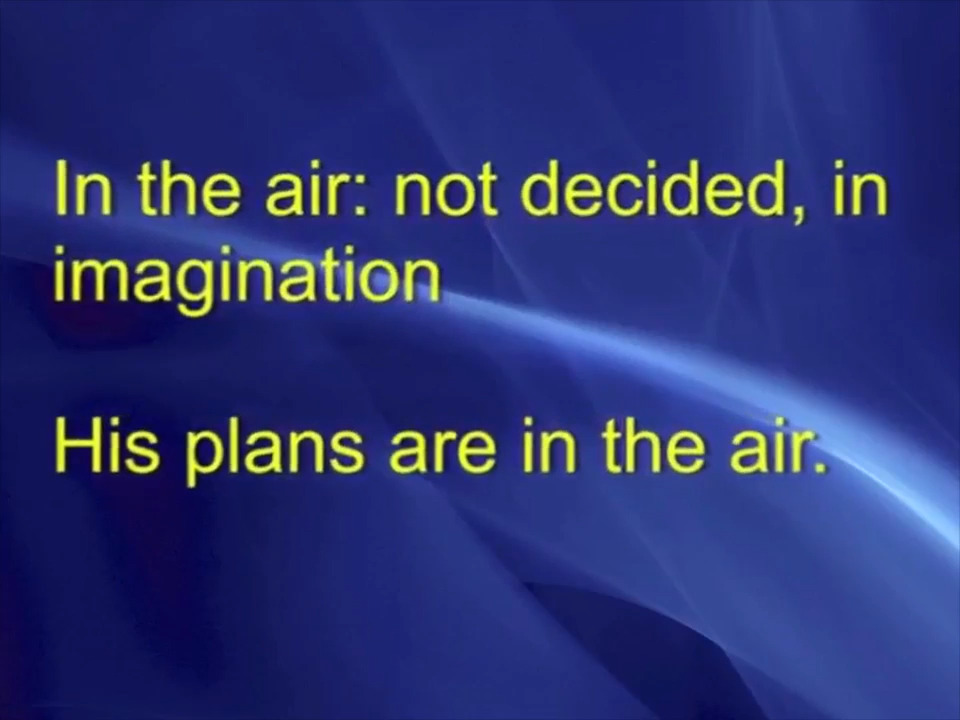 In the air: not decided, in
imagination
His plans are in the air.